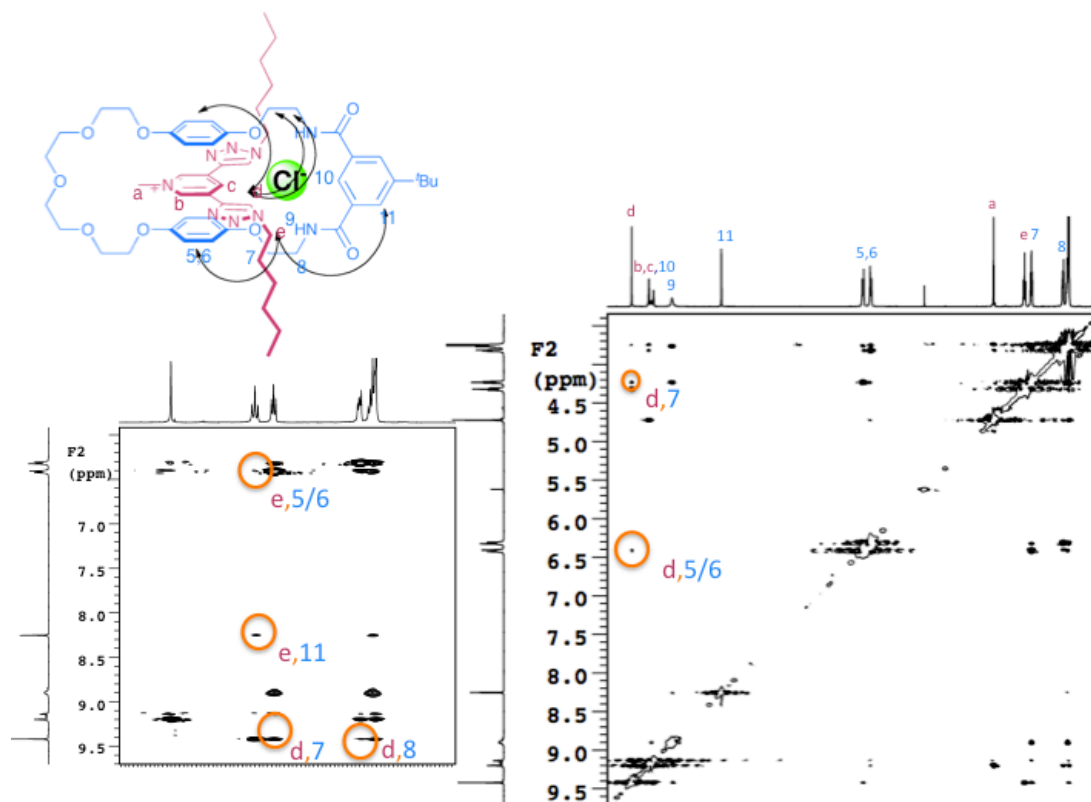 O
O
O
O
O
O
O
HN
O
N N N
N
Cl-
10
ᵗBu
a
N
+
b
c
d
9
HN
11
N N N
e
O
O
O
5,6
7
8
a
d
11
5,6
e 7
8
b,c,10
9
F2
(ppm)
4.5
5.0
5.5
6.0
6.5
7.0
7.5
8.0
8.5
9.0
9.5
d,7
d,5/6
F2
(ppm)
7.0
7.5
8.0
8.5
9.0
9.5
e,5/6
e,11
d,7
d,8